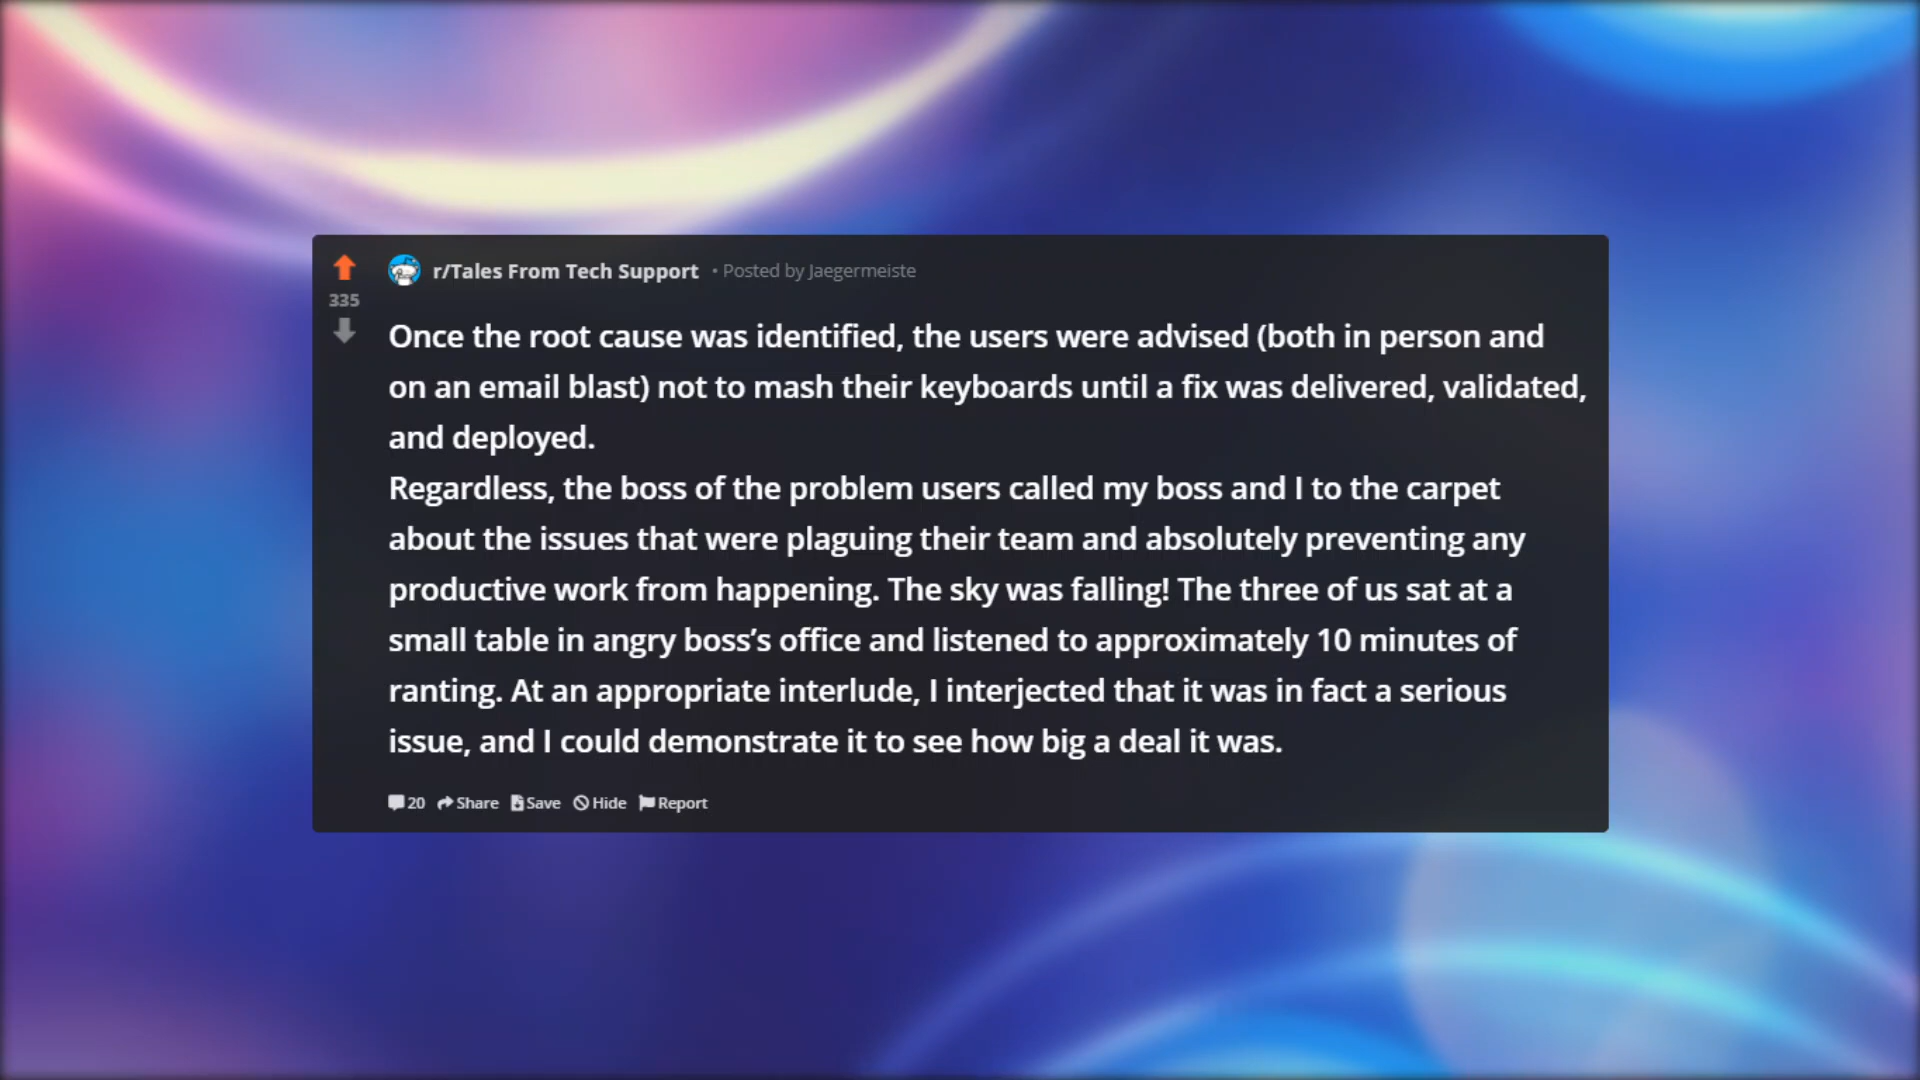 r/Tales From Tech Support • Posted by Jaegermeiste
335
Once the root cause was identified, the users were advised (both in person and
on an email blast) not to mash their keyboards until a fix was delivered, validated,
and deployed.
Regardless, the boss of the problem users called my boss and I to the carpet
about the issues that were plaguing their team and absolutely preventing any
productive work from happening. The sky was falling! The three of us sat at a
small table in angry boss’s office and listened to approximately 10 minutes of
ranting. At an appropriate interlude, I interjected that it was in fact a serious
issue, and I could demonstrate it to see how big a deal it was.
20 Share Save Hide Report